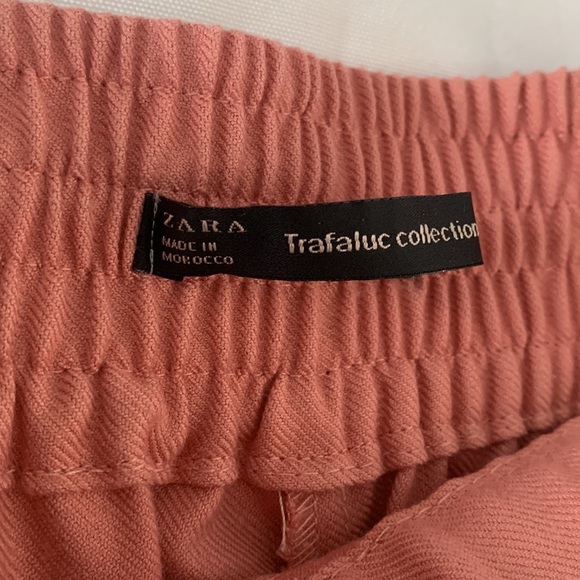 ZARA
MADE IN
MOROCCO
Trafaluc collection